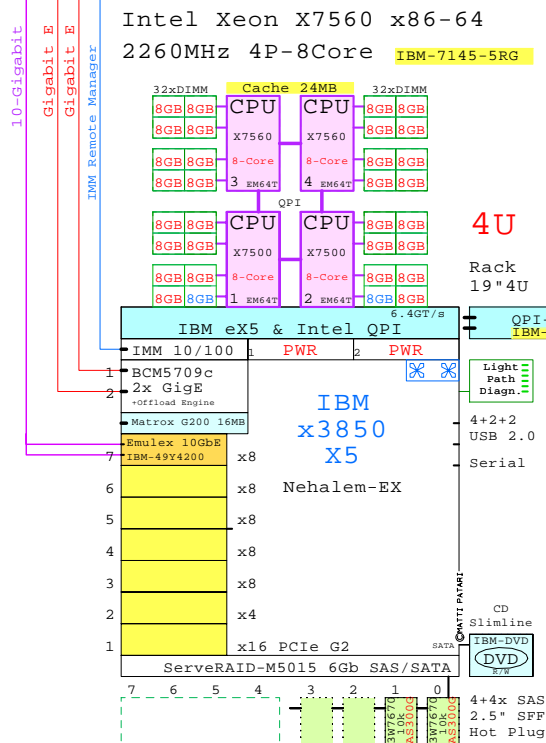 Intel Xeon X7560 x86-64
2260MHz 4P-8Core IBM-7145-5RG
10-Gigabit
Gigabit E
Gigabit E
IMM Remote Manager
32xDIMM Cache 24MB 32xDIMM
8GB 8GB CPU CPU 8GB 8GB
8GB 8GB X7560 X7560 8GB 8GB
8GB 8GB 8-Core 8-Core 8GB 8GB
8GB 8GB 3 EM64T 4 EM64T 8GB 8GB
QPI
8GB 8GB CPU CPU 8GB 8GB
8GB 8GB X7500 X7500 8GB 8GB
8GB 8GB 8-Core 8-Core 8GB 8GB
8GB 8GB 1 EM64T 2 EM64T 8GB 8GB
4U
Rack
19"4U
6.4GT/s
IBM eX5 & Intel QPI
QPI-
IBM-
IMM 10/100 1 PWR 2 PWR
1 BCM5709c
2 2x GigE
+Offload Engine
Light
Path
Diagn.
Matrox G200 16MB
IBM
x3850
X5
Nehalem-EX
4+2+2
USB 2.0
Serial
Emulex 10GbE
7 IBM-49Y4200 x8
6 x8
5 x8
4 x8
3 x8
2 x4
1 x16 PCIe G2
SATA
©MATTI PATARI
CD
Slimline
IBM-DVD
DVD
R/W
ServeRAID-M5015 6Gb SAS/SATA
7 6 5 4 3 2 1 0
10k
10k
4+4x SAS
2.5" SFF
Hot Plug